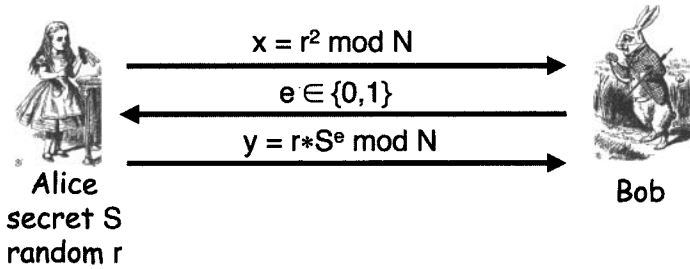 x = r² mod N
e ∈ {0,1}
y = r*Sᵉ mod N
Alice
secret S
random r
Bob